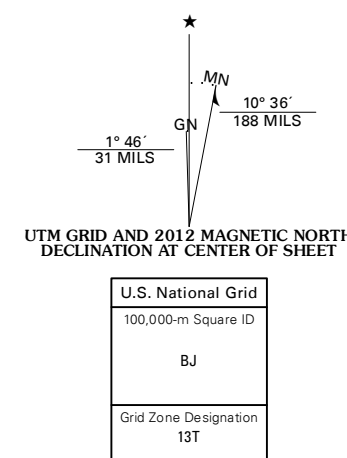 ★
MN
GN
10° 36´
188 MILS
1° 46´
31 MILS
UTM GRID AND 2012 MAGNETIC NORTH
DECLINATION AT CENTER OF SHEET
U.S. National Grid
100,000-m Square ID
BJ
Grid Zone Designation
13T